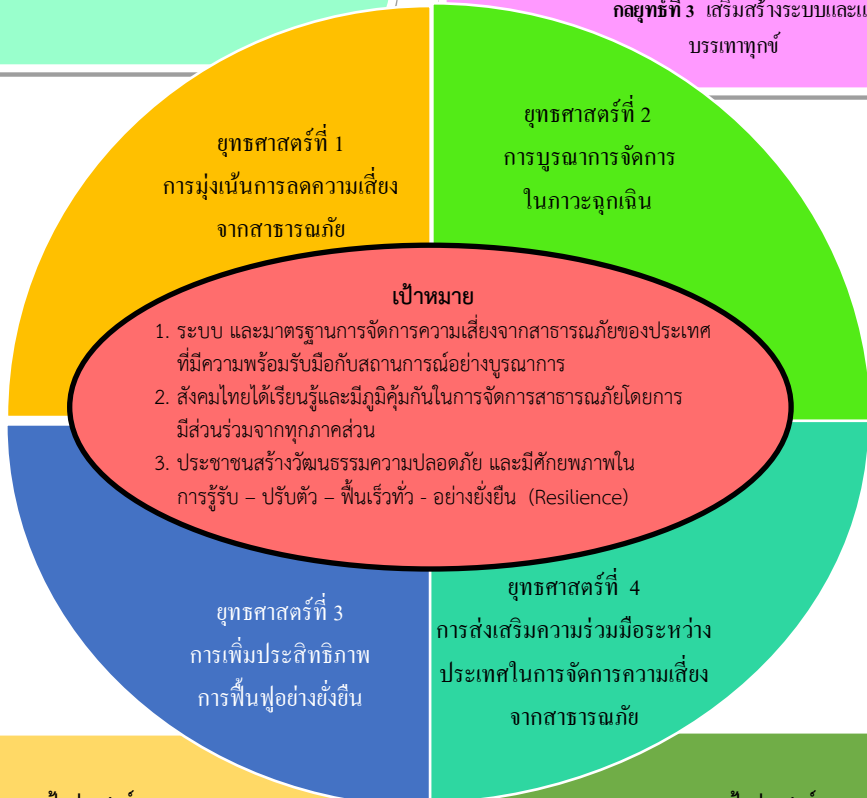 กลยุทธ์ที่ 3 เสริมสร้างระบบและ
บรรเทาทุกข์
ยุทธศาสตร์ที่ 1
การมุ่งเน้นการลดความเสี่ยง
จากสาธารณภัย
ยุทธศาสตร์ที่ 2
การบูรณาการจัดการ
ในภาวะฉุกเฉิน
เป้าหมาย
1. ระบบ และมาตรฐานการจัดการความเสี่ยงจากสาธารณภัยของประเทศ
ที่มีความพร้อมรับมือกับสถานการณ์อย่างบูรณาการ
2. สังคมไทยได้เรียนรู้และมีภูมิคุ้มกันในการจัดการสาธารณภัยโดยการ
มีส่วนร่วมจากทุกภาคส่วน
3. ประชาชนสร้างวัฒนธรรมความปลอดภัย และมีศักยพภาพใน
การรู้รับ – ปรับตัว – ฟื้นเร็วทั่ว - อย่างยั่งยืน (Resilience)
ยุทธศาสตร์ที่ 3
การเพิ่มประสิทธิภาพ
การฟื้นฟูอย่างยั่งยืน
ยุทธศาสตร์ที่ 4
การส่งเสริมความร่วมมือระหว่าง
ประเทศในการจัดการความเสี่ยง
จากสาธารณภัย